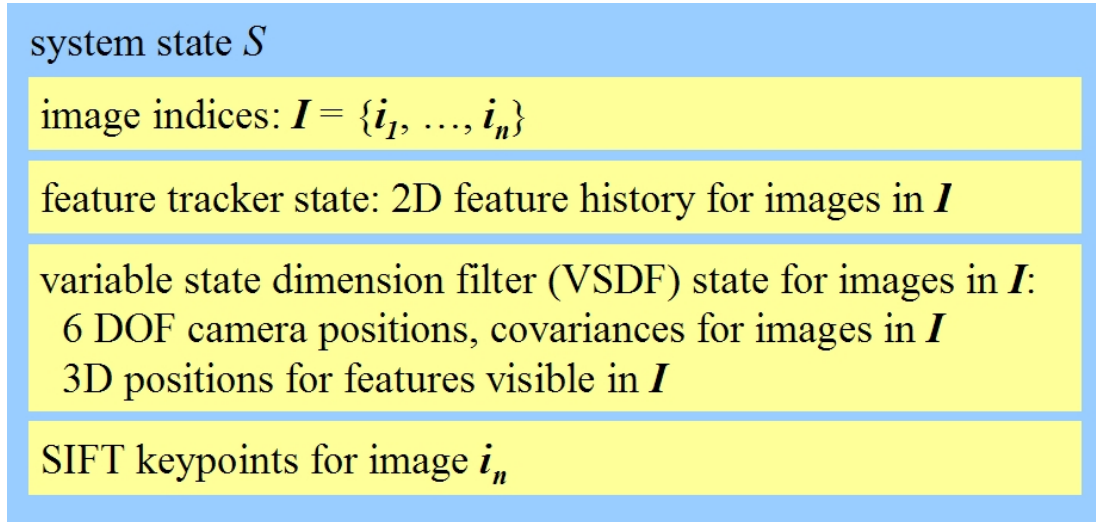 system state S
image indices: I = {i₁, …, iₙ}
feature tracker state: 2D feature history for images in I
variable state dimension filter (VSDF) state for images in I:
6 DOF camera positions, covariances for images in I
3D positions for features visible in I
SIFT keypoints for image iₙ